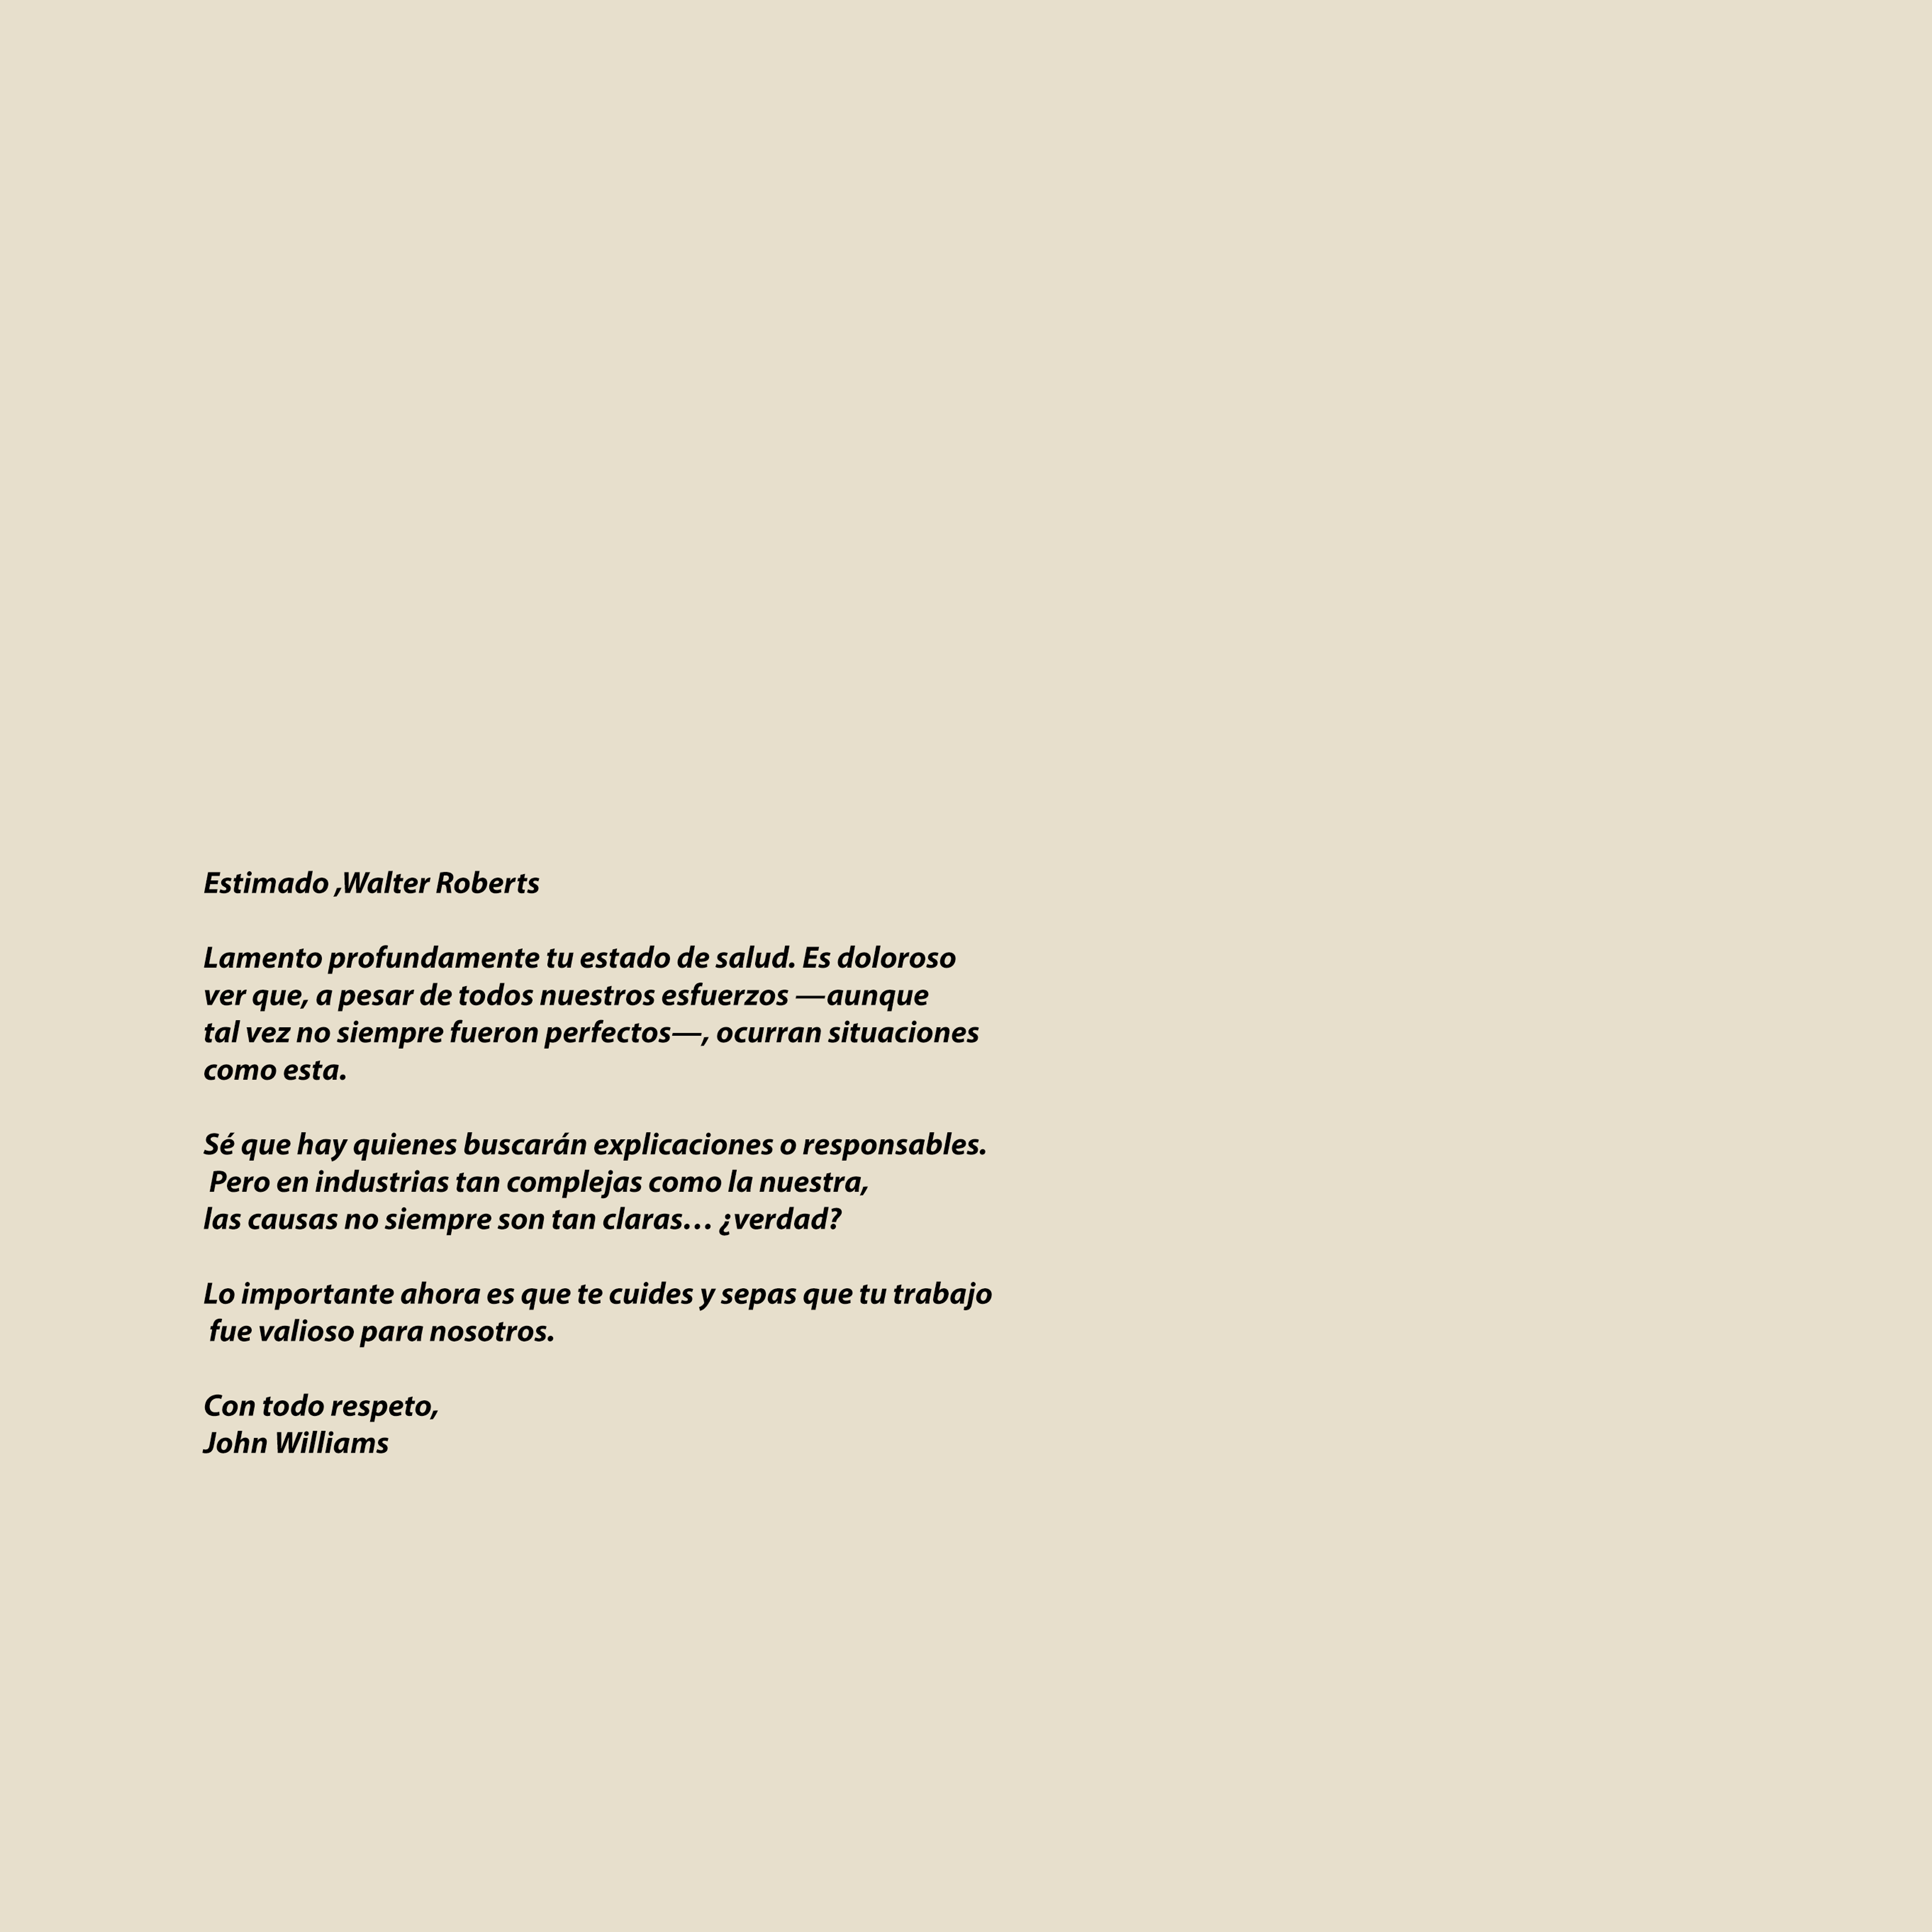 Estimado ,Walter Roberts
Lamento profundamente tu estado de salud. Es doloroso
ver que, a pesar de todos nuestros esfuerzos —aunque
tal vez no siempre fueron perfectos—, ocurran situaciones
como esta.
Sé que hay quienes buscarán explicaciones o responsables.
Pero en industrias tan complejas como la nuestra,
las causas no siempre son tan claras… ¿verdad?
Lo importante ahora es que te cuides y sepas que tu trabajo
fue valioso para nosotros.
Con todo respeto,
John Williams